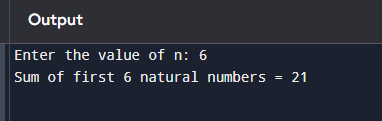 Output
Enter the value of n: 6
Sum of first 6 natural numbers = 21